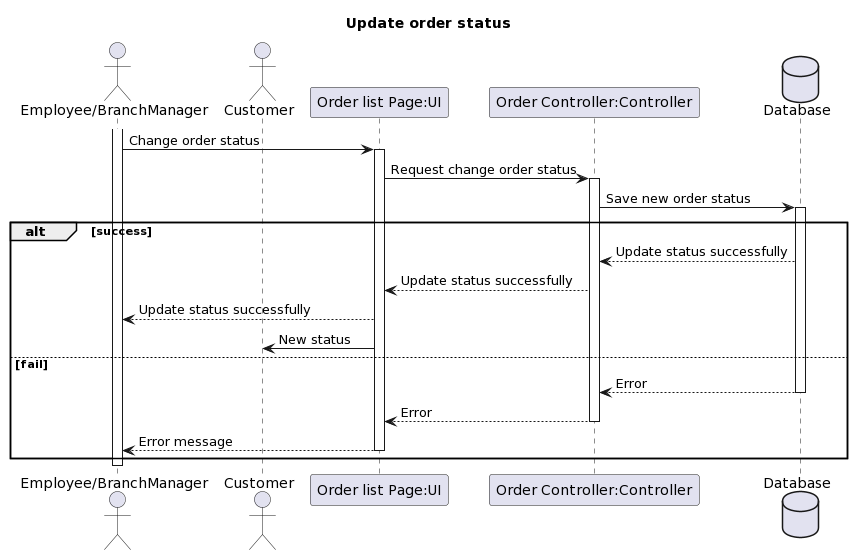 Update order status
Employee/BranchManager
Customer
Order list Page:UI
Order Controller:Controller
Database
Change order status
Request change order status
Save new order status
alt
[success]
Update status successfully
Update status successfully
Update status successfully
New status
[fail]
Error
Error
Error message
Employee/BranchManager
Customer
Order list Page:UI
Order Controller:Controller
Database